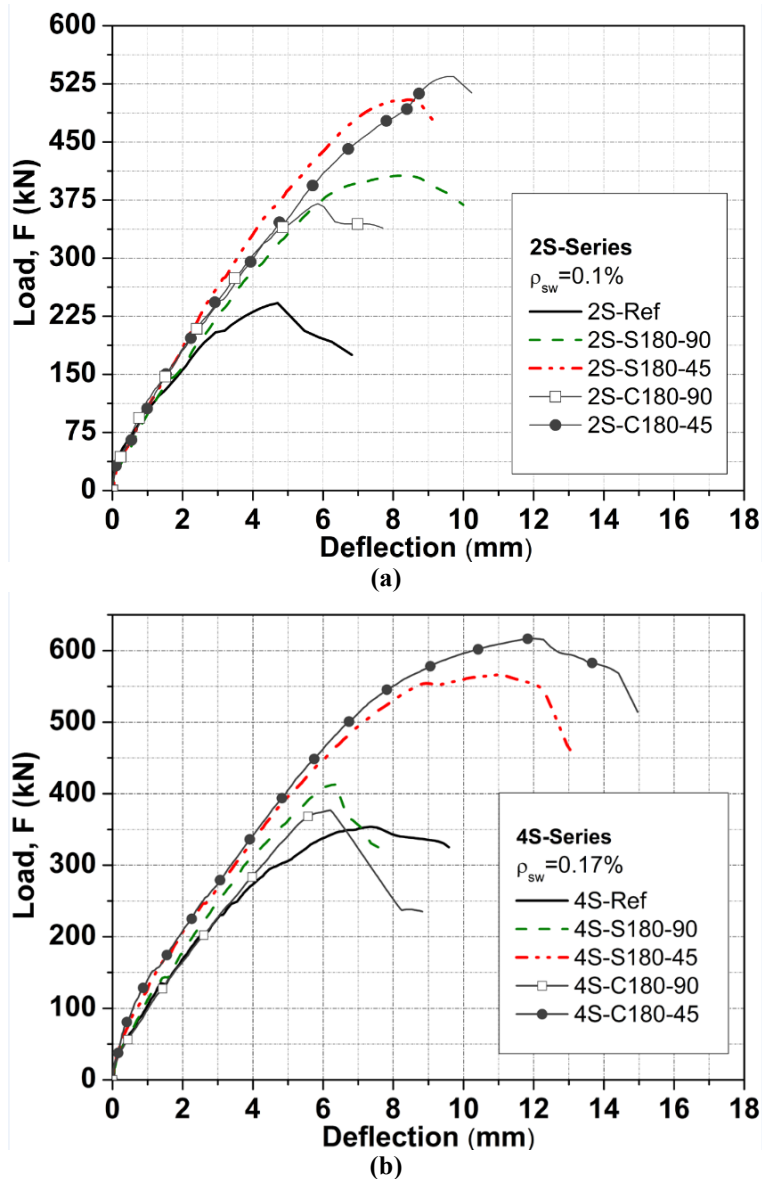 600
525
450
375
300
225
150
75
0
Load, F (kN)
2S-Series
ρsw=0.1%
2S-Ref
2S-S180-90
2S-S180-45
2S-C180-90
2S-C180-45
0 2 4 6 8 10 12 14 16 18
Deflection (mm)
(a)
600
500
400
300
200
100
0
Load, F (kN)
4S-Series
ρsw=0.17%
4S-Ref
4S-S180-90
4S-S180-45
4S-C180-90
4S-C180-45
0 2 4 6 8 10 12 14 16 18
Deflection (mm)
(b)